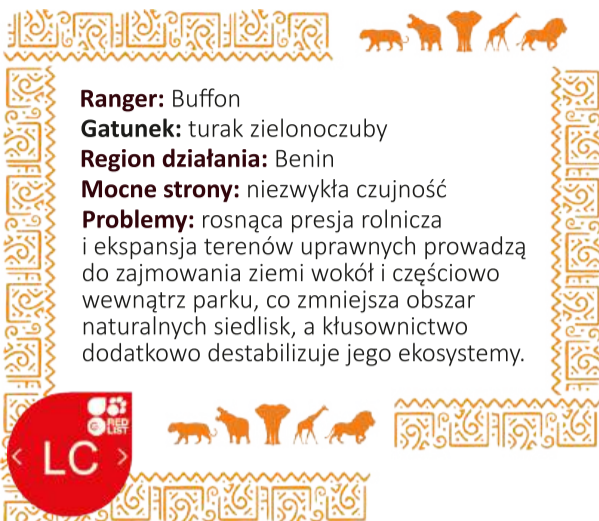 Ranger: Buffon
Gatunek: turak zielonoczuby
Region działania: Benin
Mocne strony: niezwykła czujność
Problemy: rosnąca presja rolnicza
i ekspansja terenów uprawnych prowadzą
do zajmowania ziemi wokół i częściowo
wewnątrz parku, co zmniejsza obszar
naturalnych siedlisk, a kłusownictwo
dodatkowo destabilizuje jego ekosystemy.
RED
LIST
< LC >